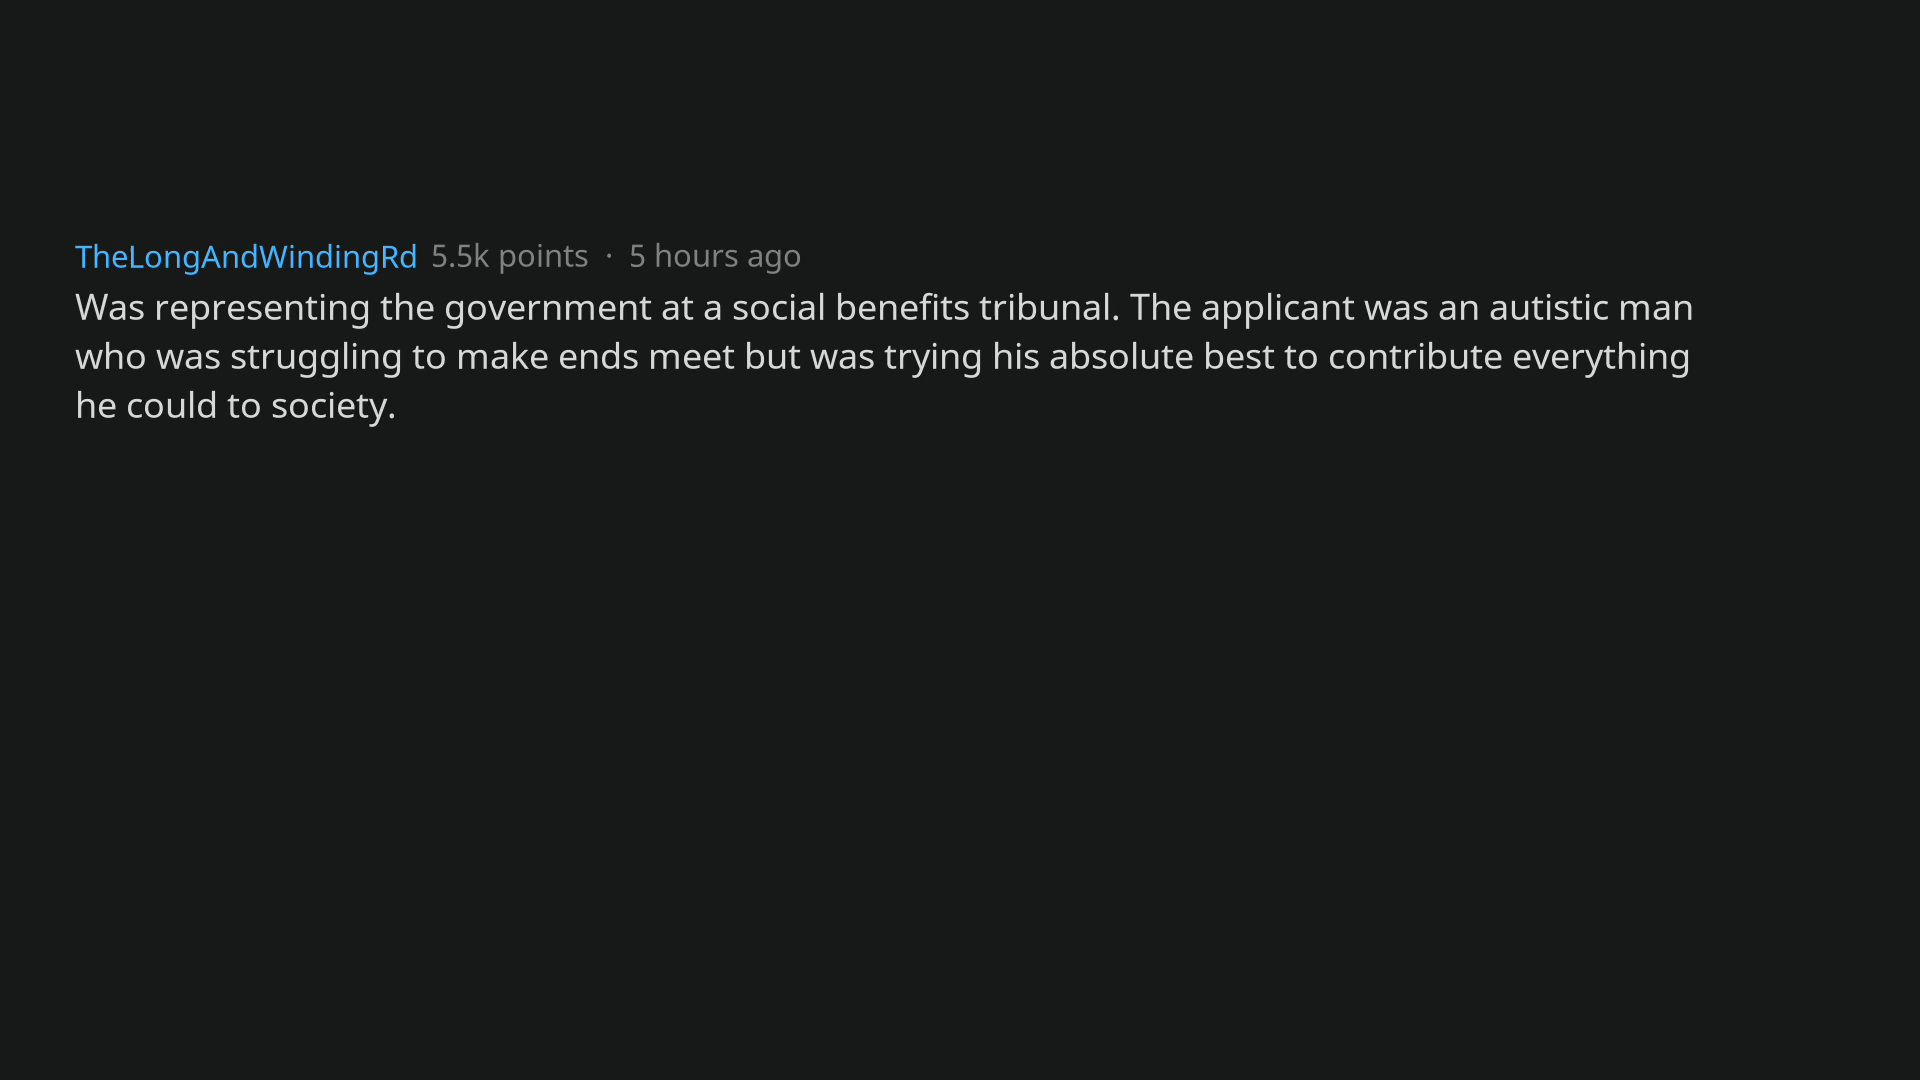 TheLongAndWindingRd 5.5k points · 5 hours ago
Was representing the government at a social benefits tribunal. The applicant was an autistic man
who was struggling to make ends meet but was trying his absolute best to contribute everything
he could to society.